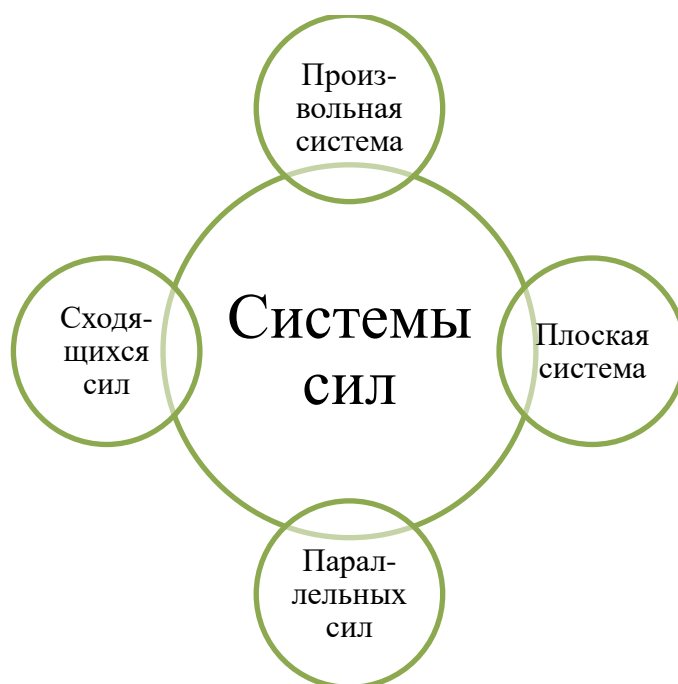 Произ-
вольная
система
Сходя-
щихся
сил
Системы
сил
Плоская
система
Парал-
лельных
сил